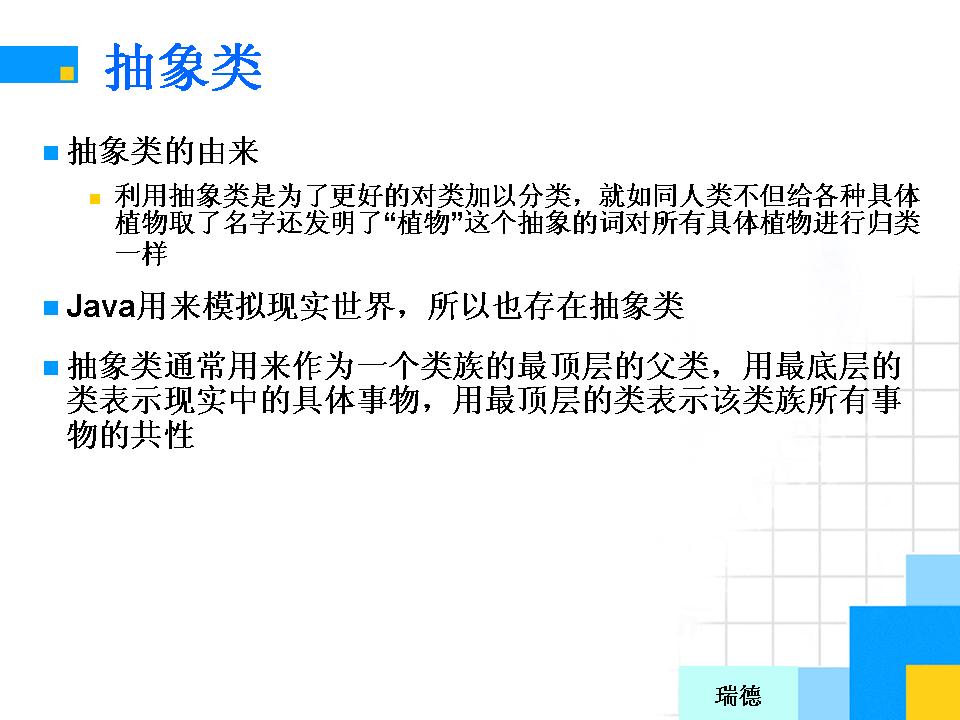 抽象类
抽象类的由来
利用抽象类是为了更好的对类加以分类，就如同人类不但给各种具体
植物取了名字还发明了“植物”这个抽象的词对所有具体植物进行归类
一样
Java用来模拟现实世界，所以也存在抽象类
抽象类通常用来作为一个类族的最顶层的父类，用最底层的
类表示现实中的具体事物，用最顶层的类表示该类族所有事
物的共性
瑞德